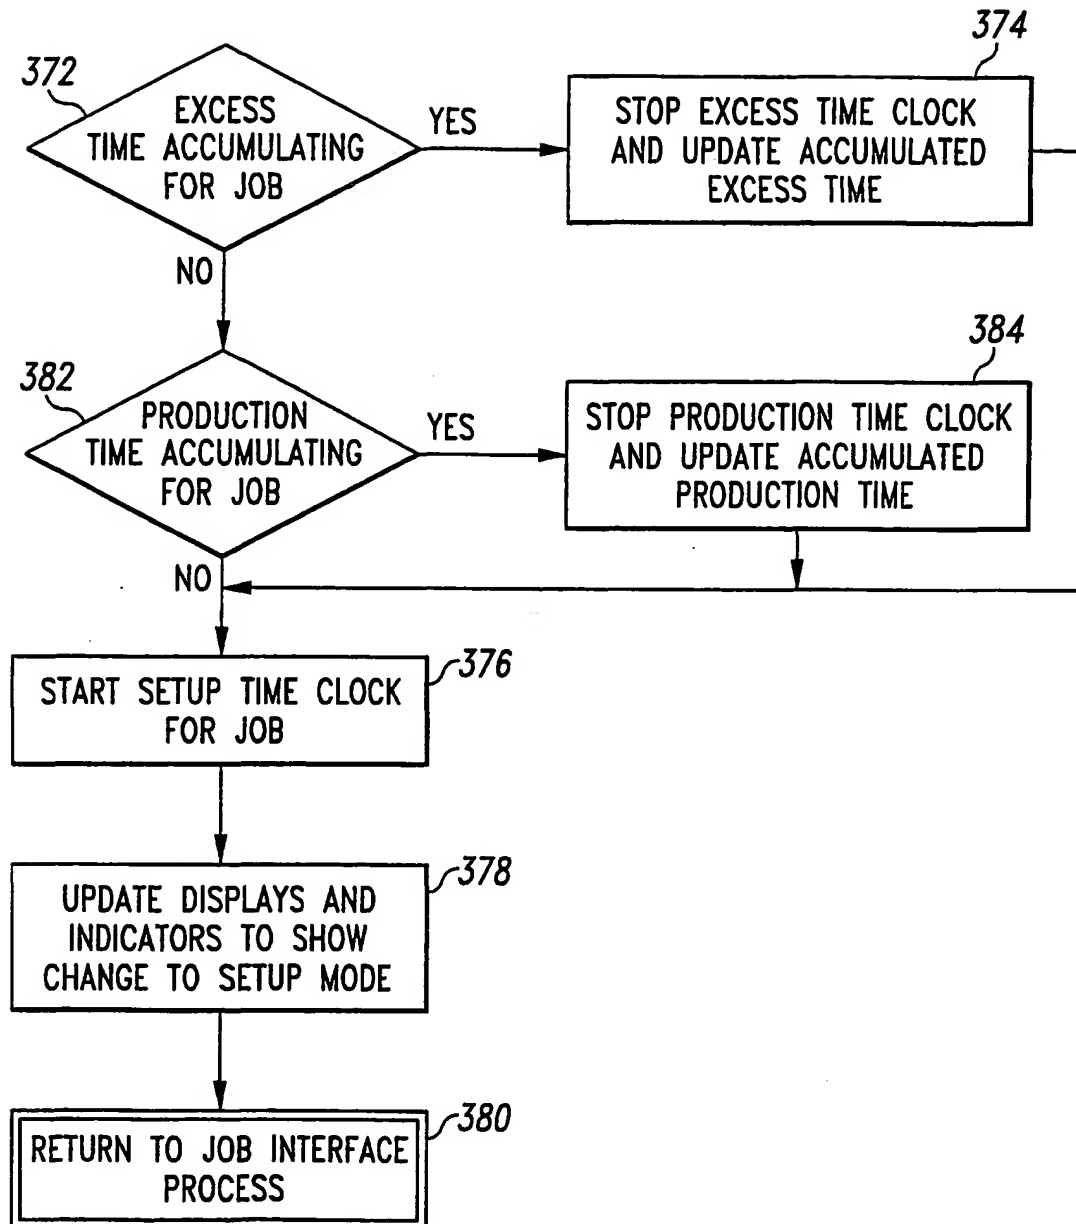 372
EXCESS
TIME ACCUMULATING
FOR JOB
YES
374
STOP EXCESS TIME CLOCK
AND UPDATE ACCUMULATED
EXCESS TIME
NO
382
PRODUCTION
TIME ACCUMULATING
FOR JOB
YES
384
STOP PRODUCTION TIME CLOCK
AND UPDATE ACCUMULATED
PRODUCTION TIME
NO
376
START SETUP TIME CLOCK
FOR JOB
378
UPDATE DISPLAYS AND
INDICATORS TO SHOW
CHANGE TO SETUP MODE
380
RETURN TO JOB INTERFACE
PROCESS